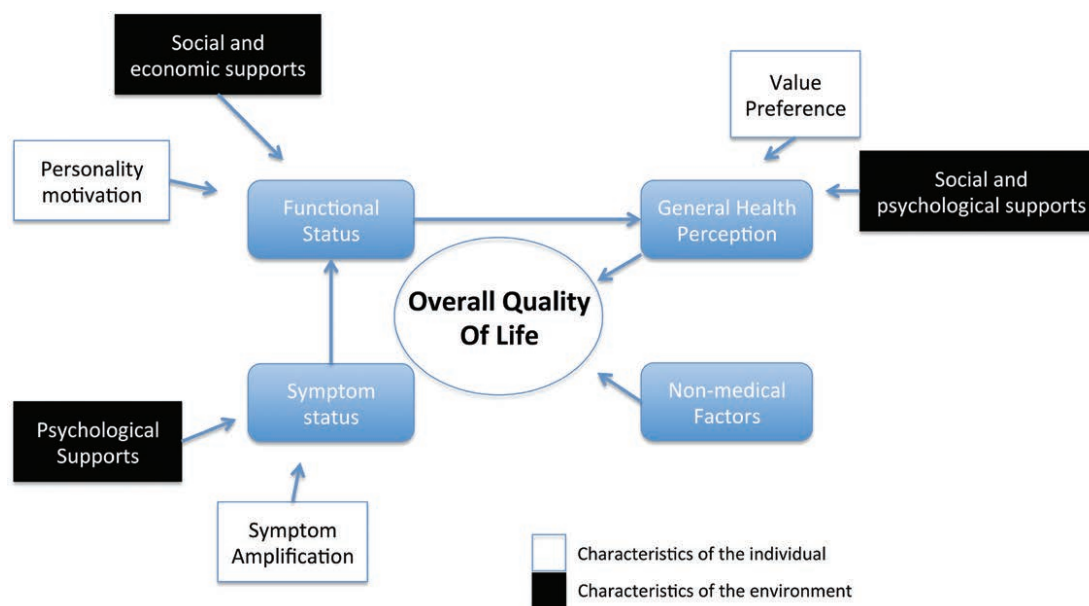 Social and
economic supports
Value
Preference
Personality
motivation
Social and
psychological supports
Functional
Status
General Health
Perception
Overall Quality
Of Life
Symptom
status
Non-medical
Factors
Psychological
Supports
Symptom
Amplification
Characteristics of the individual
Characteristics of the environment